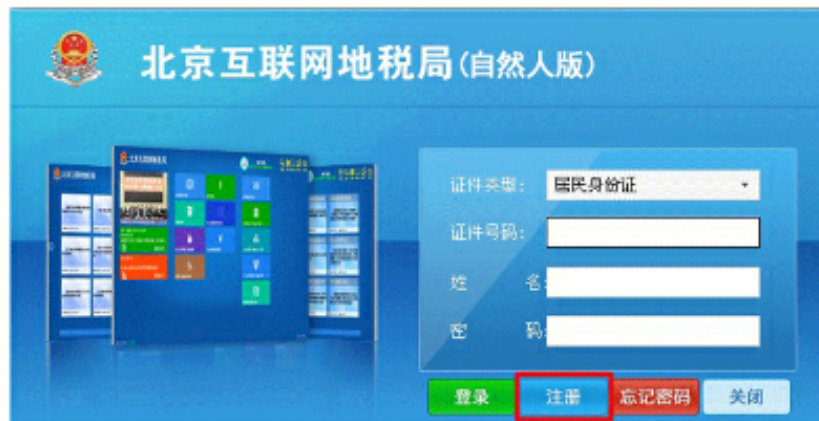 北京互联网地税局(自然人版)
证件类型： 居民身份证
证件号码：
姓 名:
密 码:
登录 注册 忘记密码 关闭